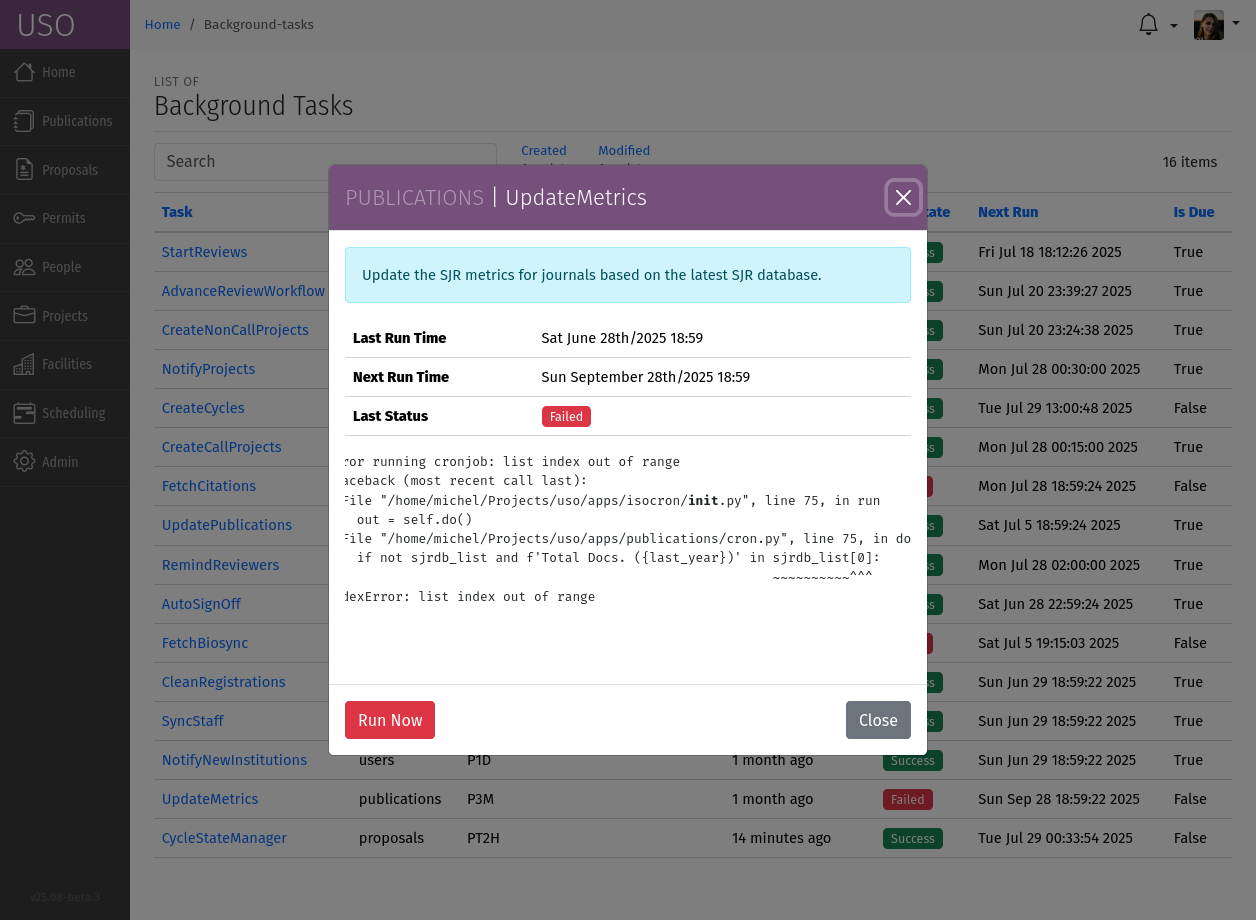 USO
Home / Background-tasks
Home
Publications
Proposals
Permits
People
Projects
Facilities
Scheduling
Admin
v25.08-beta.3
LIST OF
Background Tasks
Search
Created
Modified
16 items
Task
Next Run
Is Due
StartReviews Fri Jul 18 18:12:26 2025 True
AdvanceReviewWorkflow Sun Jul 20 23:39:27 2025 True
CreateNonCallProjects Sun Jul 20 23:24:38 2025 True
NotifyProjects Mon Jul 28 00:30:00 2025 True
CreateCycles Tue Jul 29 13:00:48 2025 False
CreateCallProjects Mon Jul 28 00:15:00 2025 True
FetchCitations Mon Jul 28 18:59:24 2025 False
UpdatePublications Sat Jul 5 18:59:24 2025 True
RemindReviewers Mon Jul 28 02:00:00 2025 True
AutoSignOff Sat Jun 28 22:59:24 2025 True
FetchBiosync Sat Jul 5 19:15:03 2025 False
CleanRegistrations Sun Jun 29 18:59:22 2025 True
SyncStaff Sun Jun 29 18:59:22 2025 True
NotifyNewInstitutions users P1D 1 month ago Success Sun Jun 29 18:59:22 2025 True
UpdateMetrics publications P3M 1 month ago Failed Sun Sep 28 18:59:22 2025 False
CycleStateManager proposals PT2H 14 minutes ago Success Tue Jul 29 00:33:54 2025 False
PUBLICATIONS | UpdateMetrics
Update the SJR metrics for journals based on the latest SJR database.
Last Run Time Sat June 28th/2025 18:59
Next Run Time Sun September 28th/2025 18:59
Last Status Failed
ror running cronjob: list index out of range
aceback (most recent call last):
File "/home/michel/Projects/uso/apps/isocron/init.py", line 75, in run
out = self.do()
File "/home/michel/Projects/uso/apps/publications/cron.py", line 75, in do
if not sjrdb_list and f'Total Docs. ({last_year})' in sjrdb_list[0]:
~~~~~~~~~~^^^
dexError: list index out of range
Run Now
Close